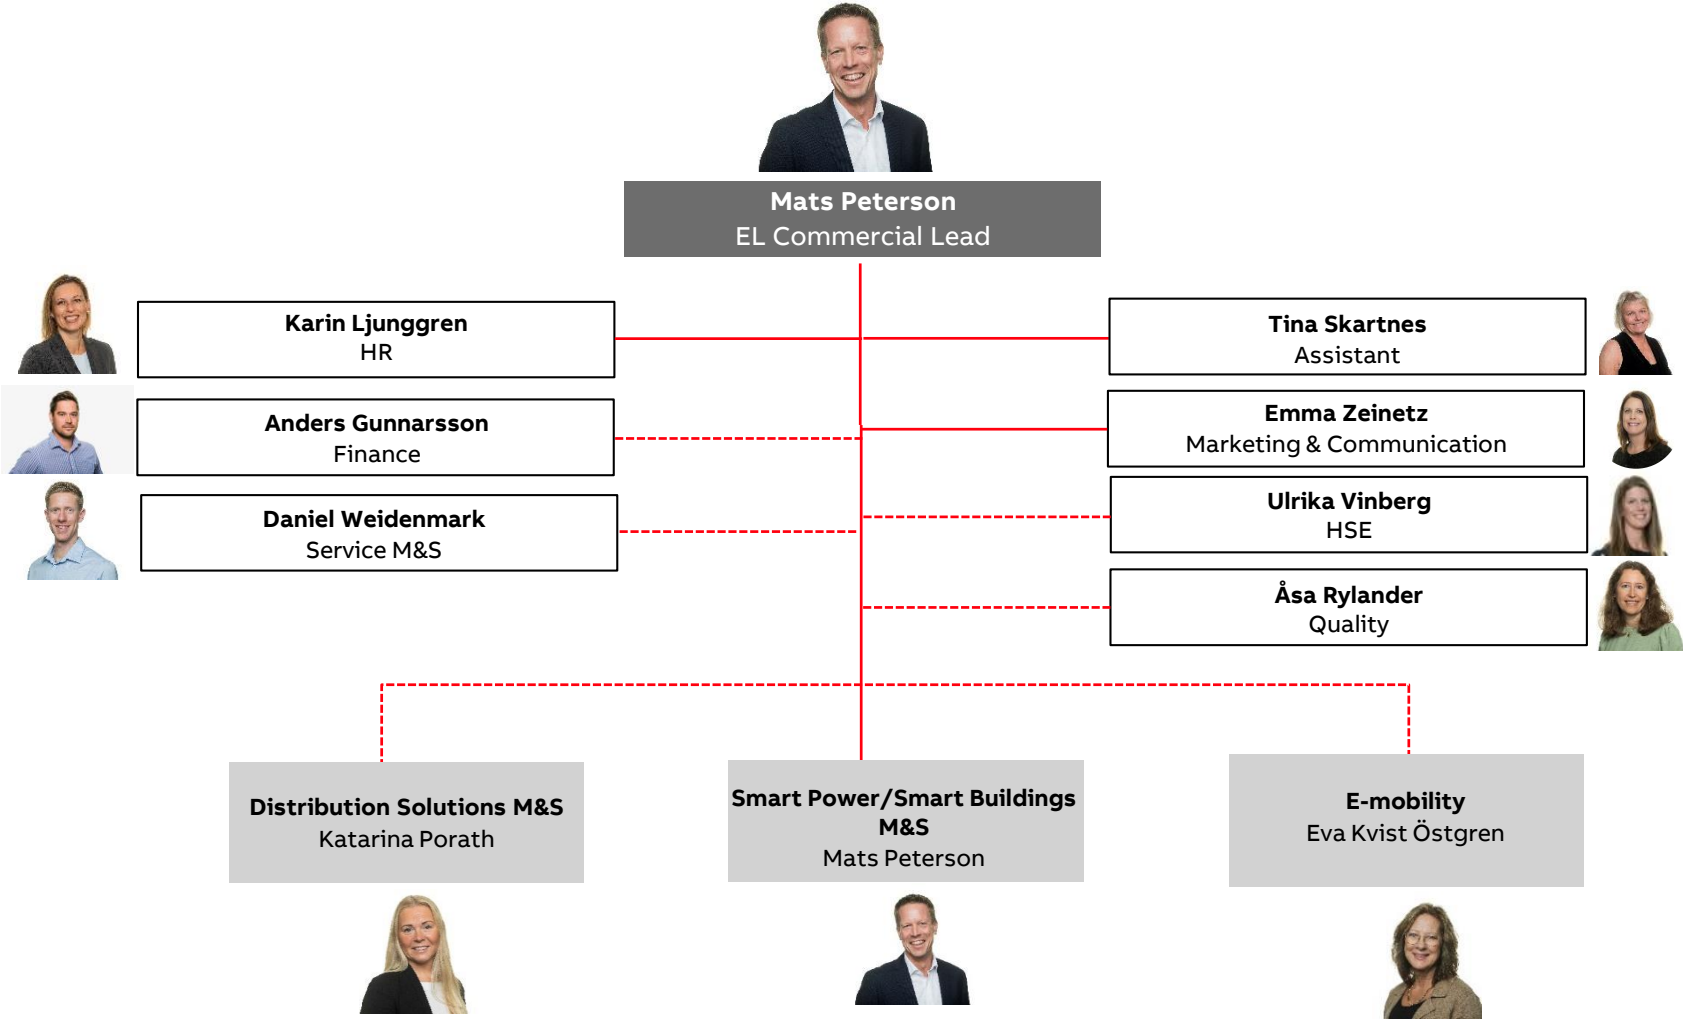 Mats Peterson
EL Commercial Lead
Karin Ljunggren
HR
Tina Skartnes
Assistant
Anders Gunnarsson
Finance
Emma Zeinetz
Marketing & Communication
Daniel Weidenmark
Service M&S
Ulrika Vinberg
HSE
Åsa Rylander
Quality
Distribution Solutions M&S
Katarina Porath
Smart Power/Smart Buildings
M&S
Mats Peterson
E-mobility
Eva Kvist Östgren